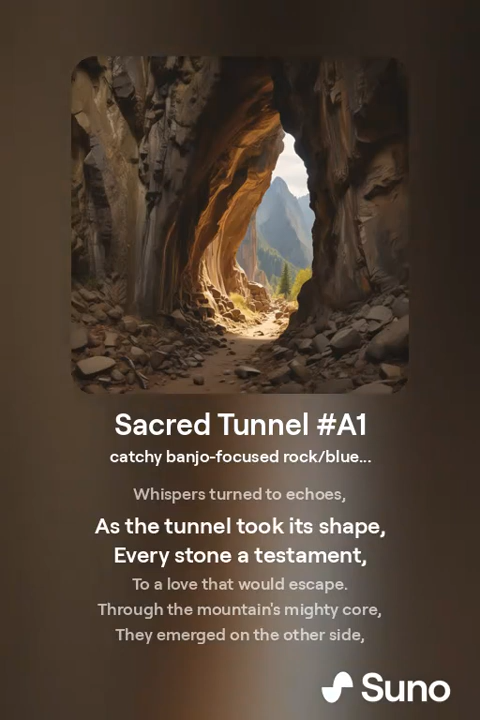 Sacred Tunnel #A1
catchy banjo-focused rock/blue...
Whispers turned to echoes,
As the tunnel took its shape,
Every stone a testament,
To a love that would escape.
Through the mountain's mighty core,
They emerged on the other side,
Suno